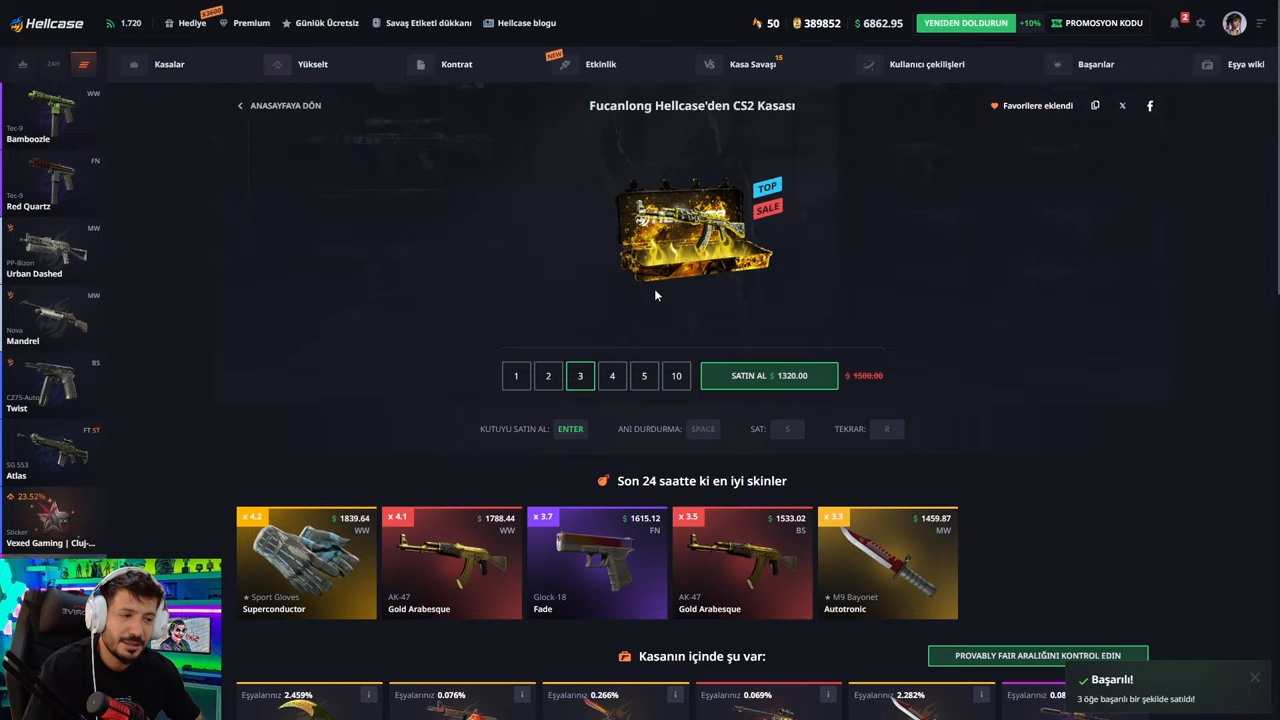 Hellcase
1.720
Hediye
$3600
Premium
Günlük Ücretsiz
Savaş Etiketi dükkanı
Hellcase blogu
50
389852
$ 6862.95
YENİDEN DOLDURUN
+10%
PROMOSYON KODU
2
24H
Kasalar
Yükselt
Kontrat
NEW
Etkinlik
VS
Kasa Savaşı
15
Kullanıcı çekilişleri
Başarılar
Eşya wiki
ANASAYFAYA DÖN
Fucanlong Hellcase'den CS2 Kasası
Favorilere eklendi
WW
Tec-9
Bamboozle
FN
Tec-9
Red Quartz
MW
PP-Bizon
Urban Dashed
MW
Nova
Mandrel
BS
CZ75-Auto
Twist
FT ST
SG 553
Atlas
23.52%
Sticker
Vexed Gaming | Cluj-...
TOP
SALE
1
2
3
4
5
10
SATIN AL $ 1320.00
$ 1500.00
KUTUYU SATIN AL: ENTER
ANI DURDURMA: SPACE
SAT: S
TEKRAR: R
Son 24 saatte ki en iyi skinler
x 4.2
$ 1839.64
WW
★ Sport Gloves
Superconductor
x 4.1
$ 1788.44
WW
AK-47
Gold Arabesque
x 3.7
$ 1615.12
FN
Glock-18
Fade
x 3.5
$ 1533.02
BS
AK-47
Gold Arabesque
x 3.3
$ 1459.87
MW
★ M9 Bayonet
Autotronic
Kasanın içinde şu var:
PROVABLY FAIR ARALIĞINI KONTROL EDIN
Eşyalarınız 2.459%
Eşyalarınız 0.076%
Eşyalarınız 0.266%
Eşyalarınız 0.069%
Eşyalarınız 2.282%
Eşyalarınız
Başarılı!
3 öğe başarılı bir şekilde satıldı!